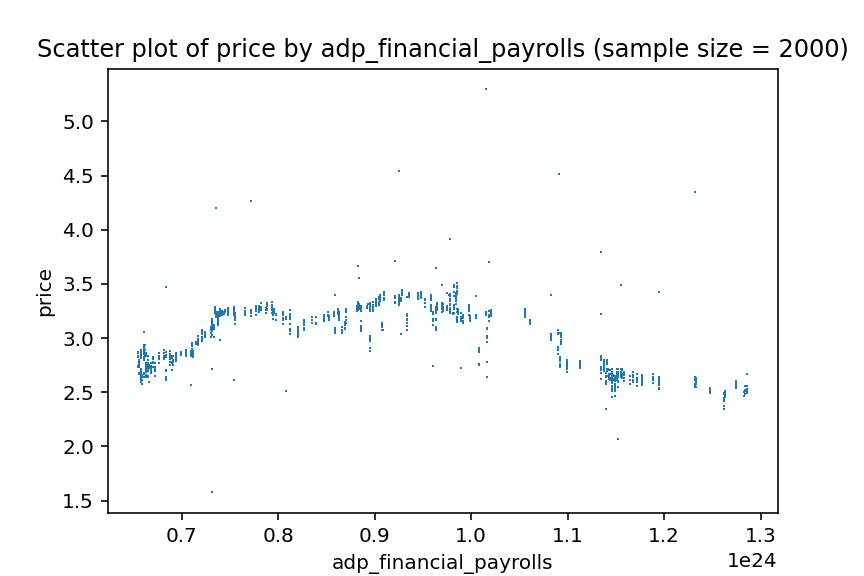 Scatter plot of price by adp_financial_payrolls (sample size = 2000)
5.0
4.5
4.0
3.5
3.0
2.5
2.0
1.5
price
0.7 0.8 0.9 1.0 1.1 1.2 1.3
adp_financial_payrolls
1e24